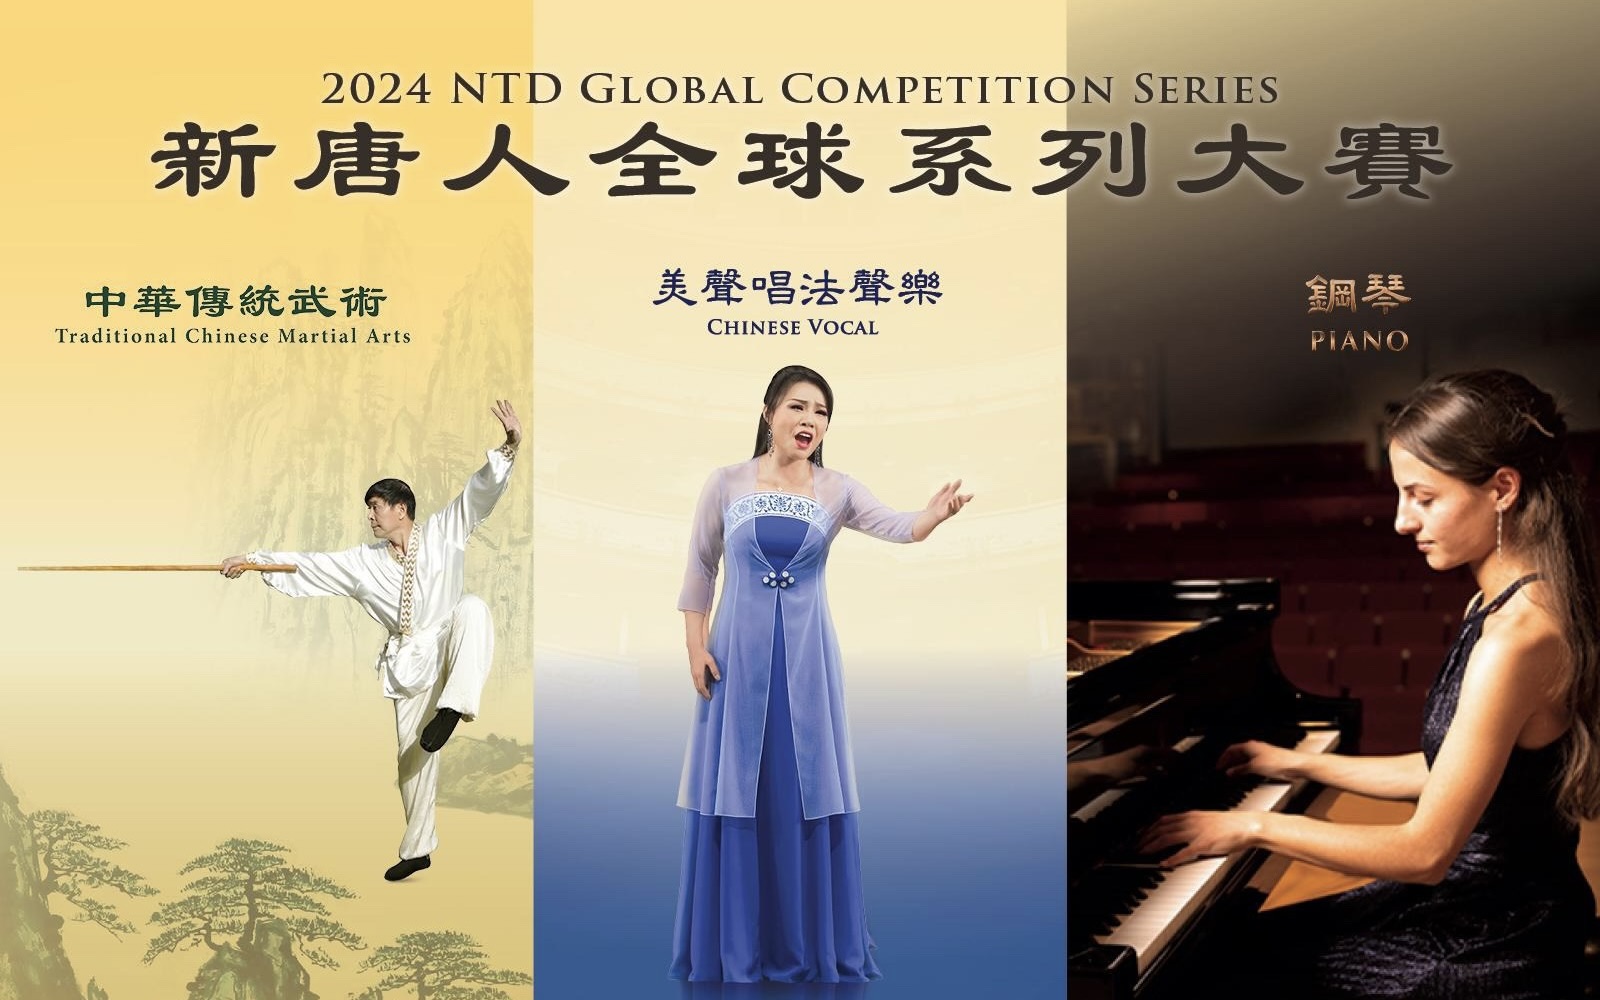 2024 NTD GLOBAL COMPETITION SERIES
新唐人全球系列大賽
中華傳統武術
Traditional Chinese Martial Arts
美聲唱法聲樂
CHINESE VOCAL
鋼琴
PIANO